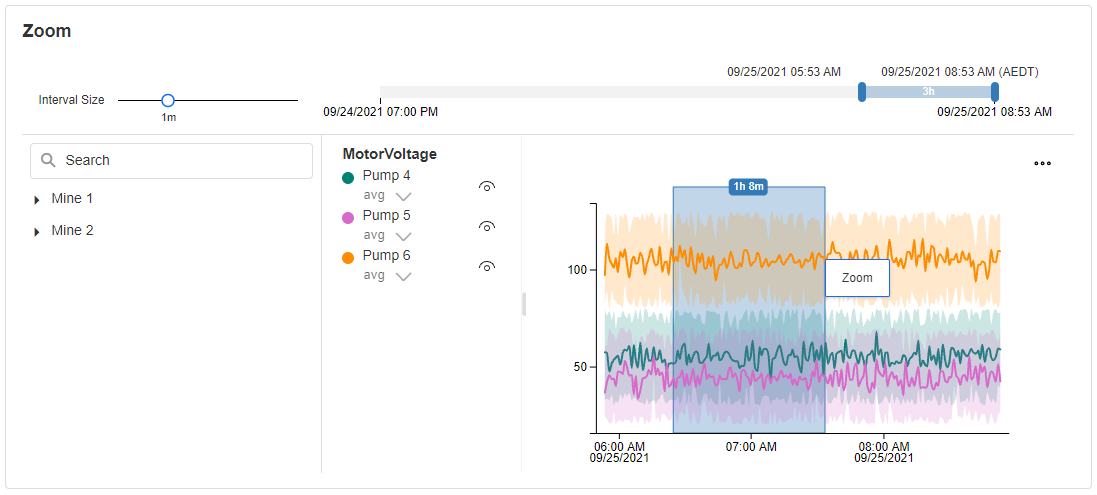 Zoom
09/25/2021 05:53 AM
09/25/2021 08:53 AM (AEDT)
Interval Size
1m
3h
09/24/2021 07:00 PM
09/25/2021 08:53 AM
Search
Mine 1
Mine 2
MotorVoltage
Pump 4
avg
Pump 5
avg
Pump 6
avg
1h 8m
100
50
Zoom
06:00 AM
09/25/2021
07:00 AM
08:00 AM
09/25/2021